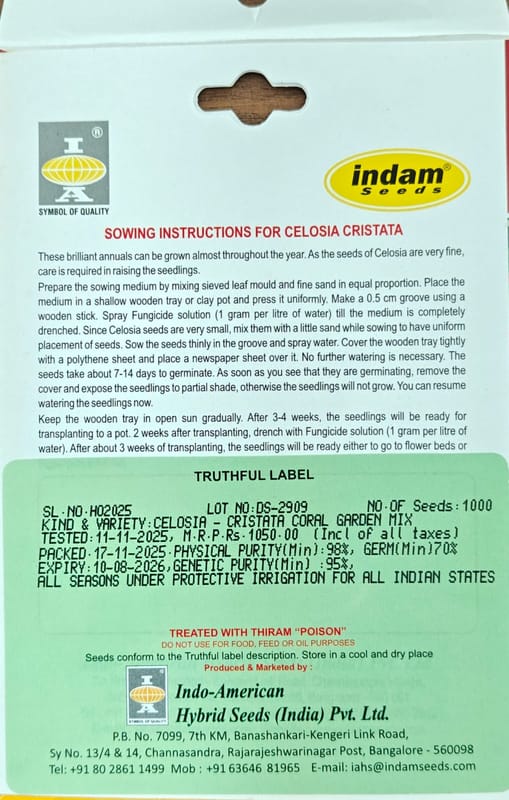 I
A
®
SYMBOL OF QUALITY
indam®
Seeds
SOWING INSTRUCTIONS FOR CELOSIA CRISTATA
These brilliant annuals can be grown almost throughout the year. As the seeds of Celosia are very fine,
care is required in raising the seedlings.
Prepare the sowing medium by mixing sieved leaf mould and fine sand in equal proportion. Place the
medium in a shallow wooden tray or clay pot and press it uniformly. Make a 0.5 cm groove using a
wooden stick. Spray Fungicide solution (1 gram per litre of water) till the medium is completely
drenched. Since Celosia seeds are very small, mix them with a little sand while sowing to have uniform
placement of seeds. Sow the seeds thinly in the groove and spray water. Cover the wooden tray tightly
with a polythene sheet and place a newspaper sheet over it. No further watering is necessary. The
seeds take about 7-14 days to germinate. As soon as you see that they are germinating, remove the
cover and expose the seedlings to partial shade, otherwise the seedlings will not grow. You can resume
watering the seedlings now.
Keep the wooden tray in open sun gradually. After 3-4 weeks, the seedlings will be ready for
transplanting to a pot. 2 weeks after transplanting, drench with Fungicide solution (1 gram per litre of
water). After about 3 weeks of transplanting, the seedlings will be ready either to go to flower beds or
TRUTHFUL LABEL
SL.NO.H02025 LOT NO:DS-2909 NO.OF Seeds:1000
KIND & VARIETY:CELOSIA - CRISTATA CORAL GARDEN MIX
TESTED:11-11-2025, M.R.P.Rs.1050.00 (Incl of all taxes)
PACKED.17-11-2025.PHYSICAL PURITY(Min):98%, GERM(Min)70%
EXPIRY:10-08-2026,GENETIC PURITY(Min) :95%,
ALL SEASONS UNDER PROTECTIVE IRRIGATION FOR ALL INDIAN STATES
TREATED WITH THIRAM "POISON"
DO NOT USE FOR FOOD, FEED OR OIL PURPOSES
Seeds conform to the Truthful label description. Store in a cool and dry place
Produced & Marketed by :
I
A
SYMBOL OF QUALITY
Indo-American
Hybrid Seeds (India) Pvt. Ltd.
P.B. No. 7099, 7th KM, Banashankari-Kengeri Link Road,
Sy No. 13/4 & 14, Channasandra, Rajarajeshwarinagar Post, Bangalore - 560098
Tel: +91 80 2861 1499 Mob : +91 63646 81965 E-mail: iahs@indamseeds.com